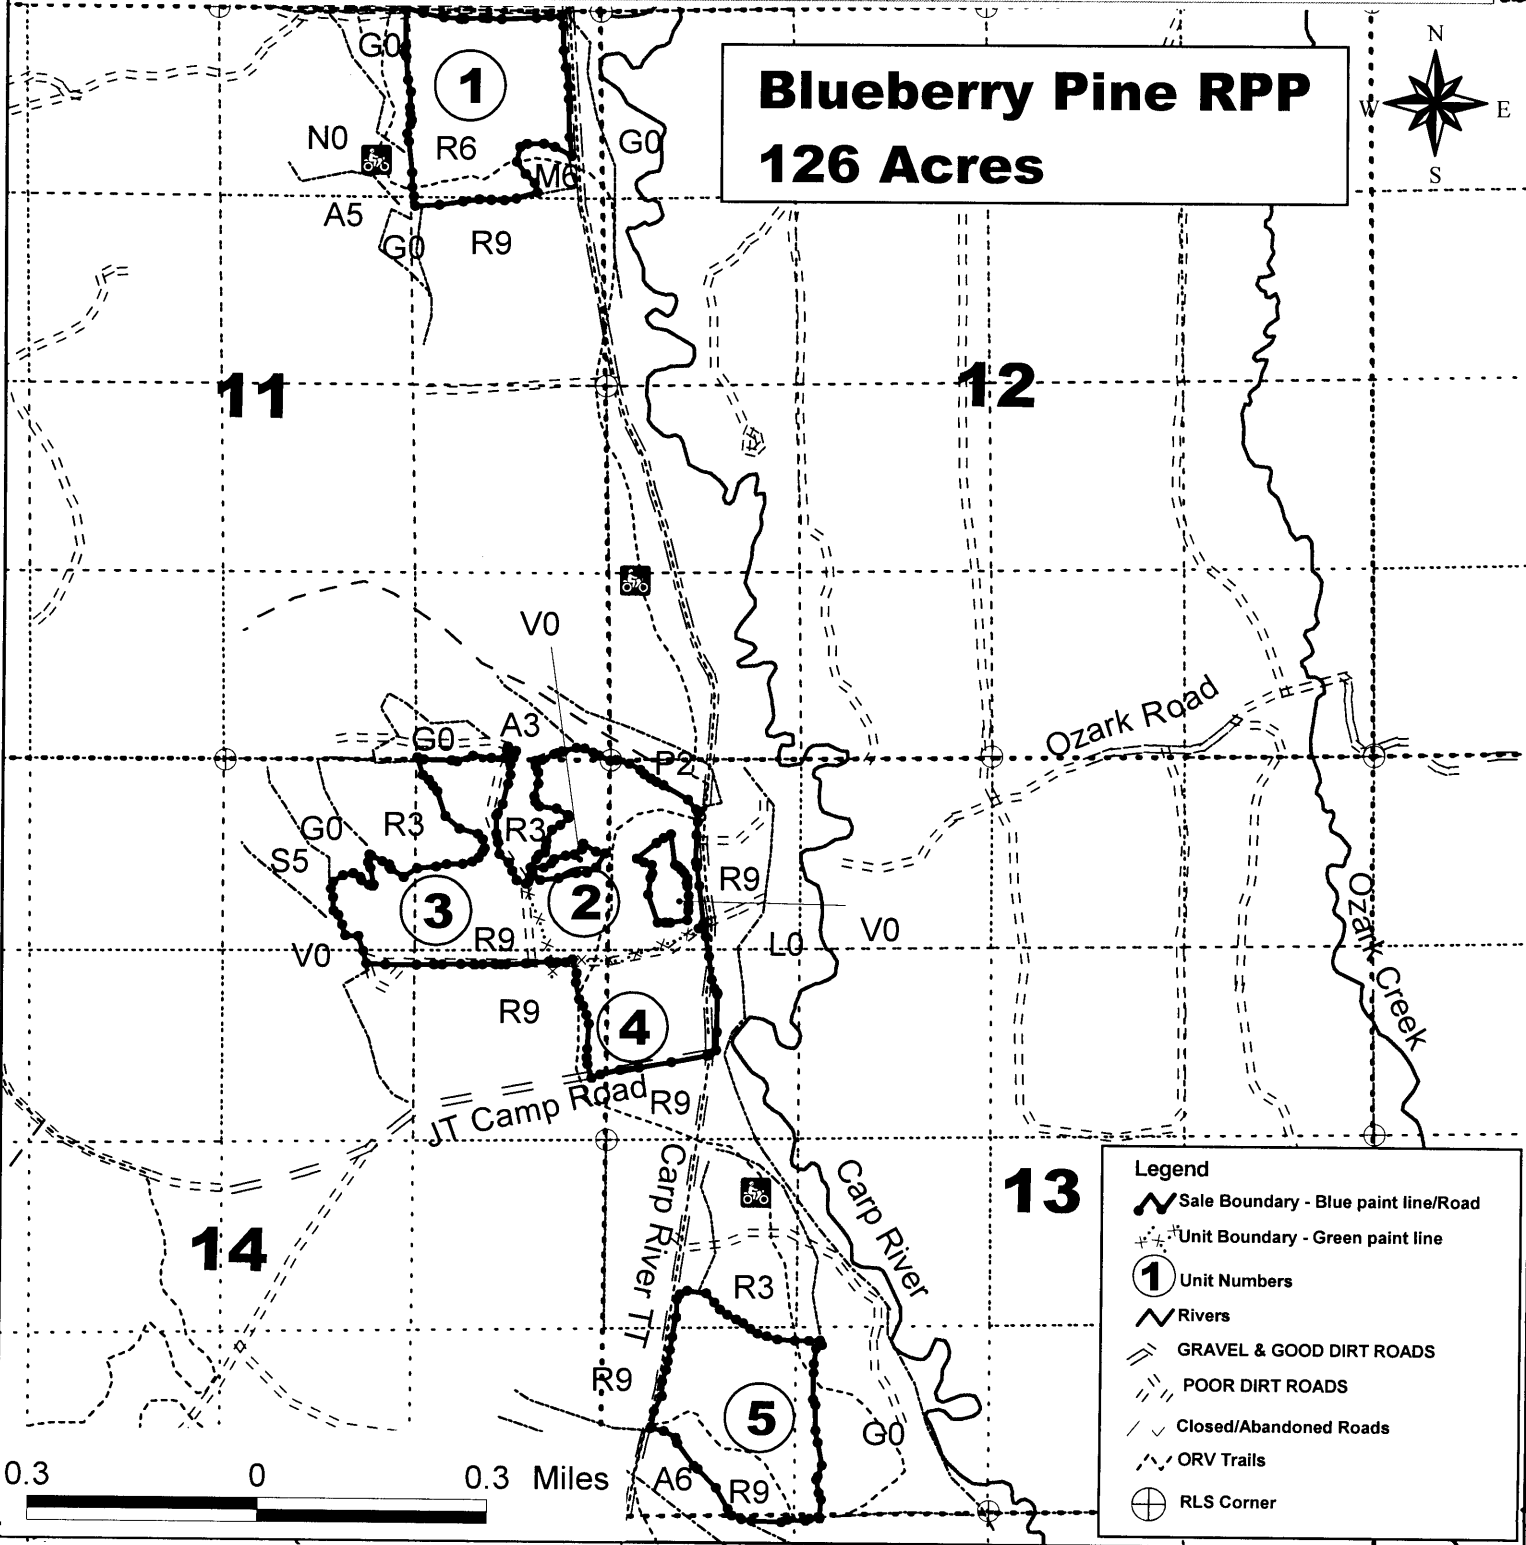 Blueberry Pine RPP
126 Acres
N
W
E
S
G0
1
N0
R6
G0
M6
A5
G0
R9
11
12
V0
Ozark Road
A3
G0
P2
G0
R3
R3
S5
R9
2
3
Ozark Creek
R9
V0
L0
V0
R9
4
JT Camp Road
R9
Carp River TT
Carp River
13
14
R3
R9
5
G0
A6
R9
0.3 0 0.3 Miles
Legend
Sale Boundary - Blue paint line/Road
Unit Boundary - Green paint line
1 Unit Numbers
Rivers
GRAVEL & GOOD DIRT ROADS
POOR DIRT ROADS
Closed/Abandoned Roads
ORV Trails
RLS Corner